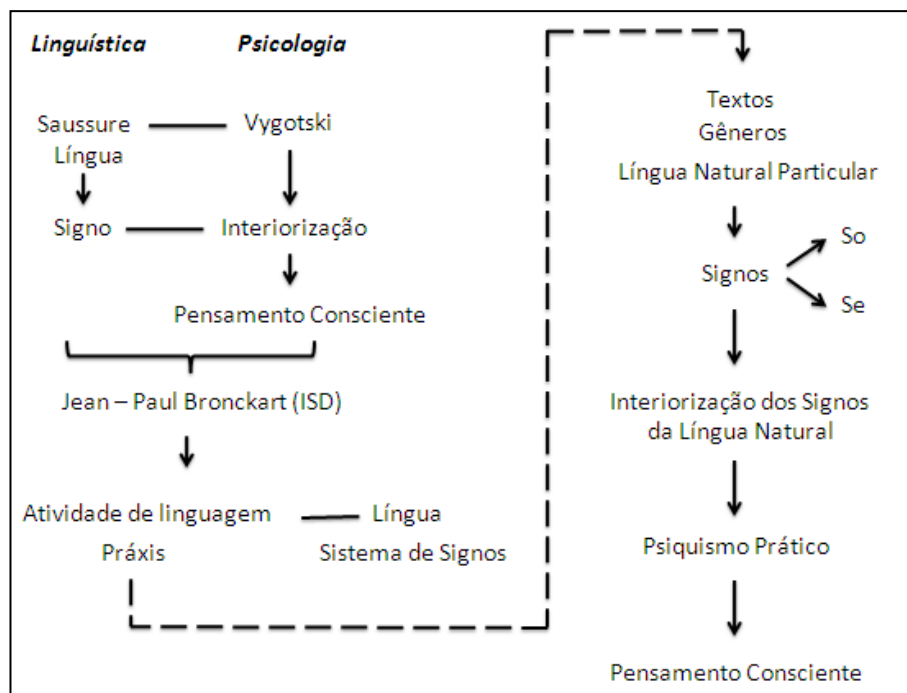 Linguística Psicologia
Saussure Vygotski
Língua
Signo Interiorização
Pensamento Consciente
Jean – Paul Bronckart (ISD)
Atividade de linguagem Língua
Práxis Sistema de Signos
Textos
Gêneros
Língua Natural Particular
So
Signos
Se
Interiorização dos Signos
da Língua Natural
Psiquismo Prático
Pensamento Consciente